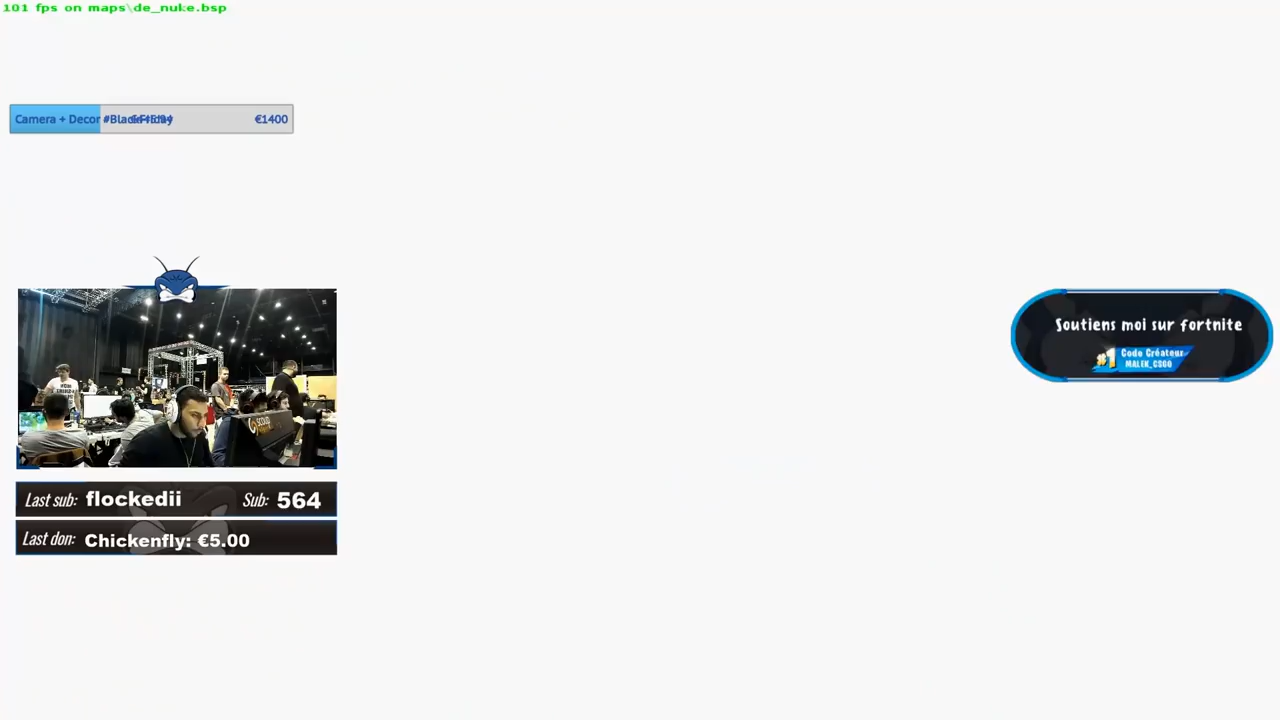 101 fps on maps\de_nuke.bsp
Camera + Decor #BlackFriday €1400
Soutiens moi sur fortnite
#1 Code Créateur
MALEK_CSGO
Last sub: flockedii Sub: 564
Last don: Chickenfly: €5.00